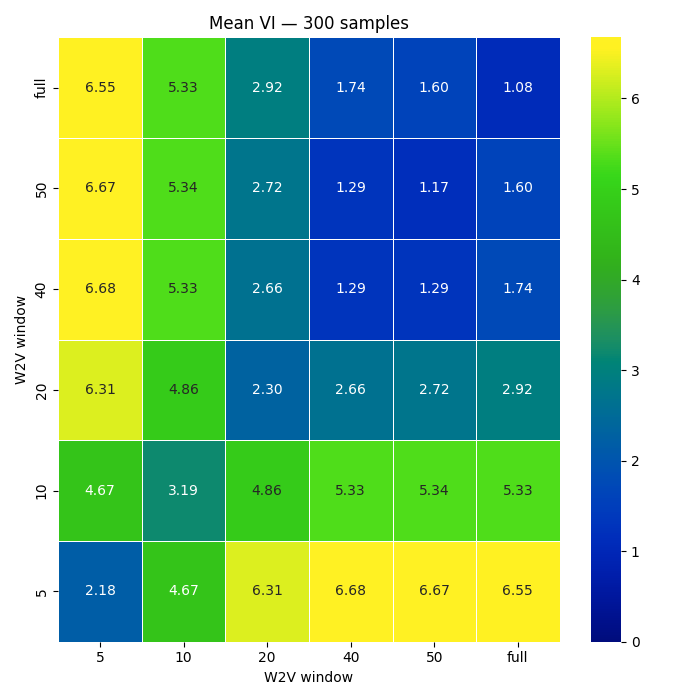 Mean VI — 300 samples
full 6.55 5.33 2.92 1.74 1.60 1.08
50 6.67 5.34 2.72 1.29 1.17 1.60
40 6.68 5.33 2.66 1.29 1.29 1.74
20 6.31 4.86 2.30 2.66 2.72 2.92
10 4.67 3.19 4.86 5.33 5.34 5.33
5 2.18 4.67 6.31 6.68 6.67 6.55
5 10 20 40 50 full
W2V window
W2V window
6
5
4
3
2
1
0